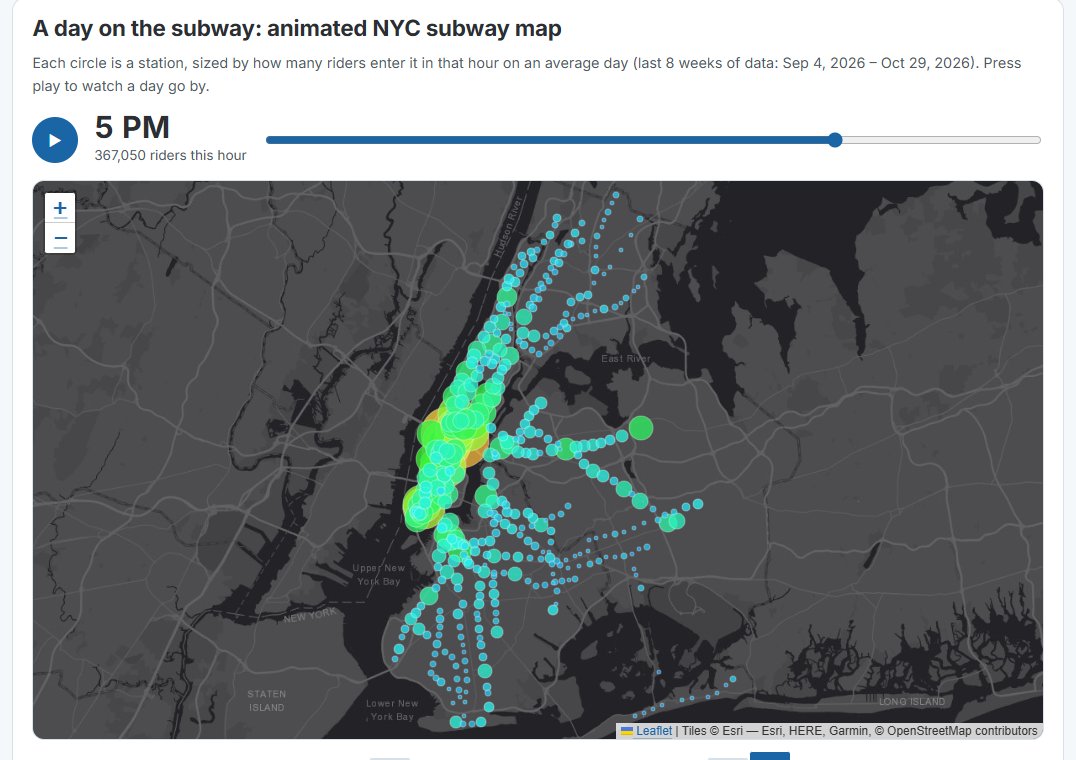 A day on the subway: animated NYC subway map
Each circle is a station, sized by how many riders enter it in that hour on an average day (last 8 weeks of data: Sep 4, 2026 – Oct 29, 2026). Press
play to watch a day go by.
5 PM
367,050 riders this hour
+
−
Hudson River
East River
Upper New
York Bay
NEW YORK
STATEN
ISLAND
Lower New
York Bay
LONG ISLAND
Leaflet | Tiles © Esri — Esri, HERE, Garmin, © OpenStreetMap contributors